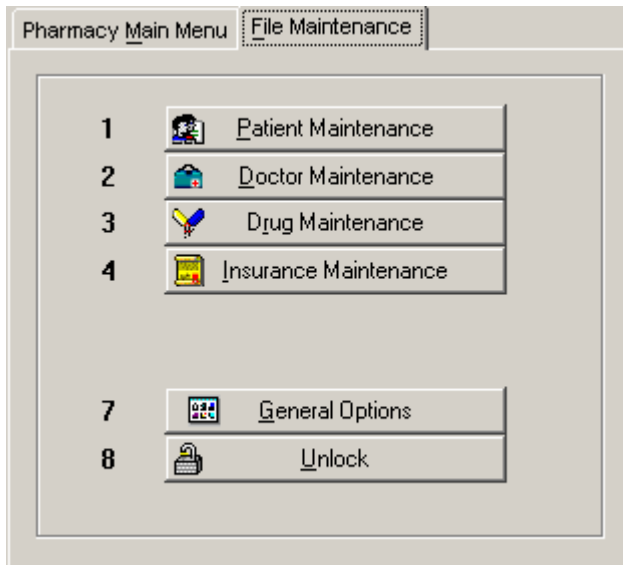 Pharmacy Main Menu File Maintenance
1 Patient Maintenance
2 Doctor Maintenance
3 Drug Maintenance
4 Insurance Maintenance
7 General Options
8 Unlock